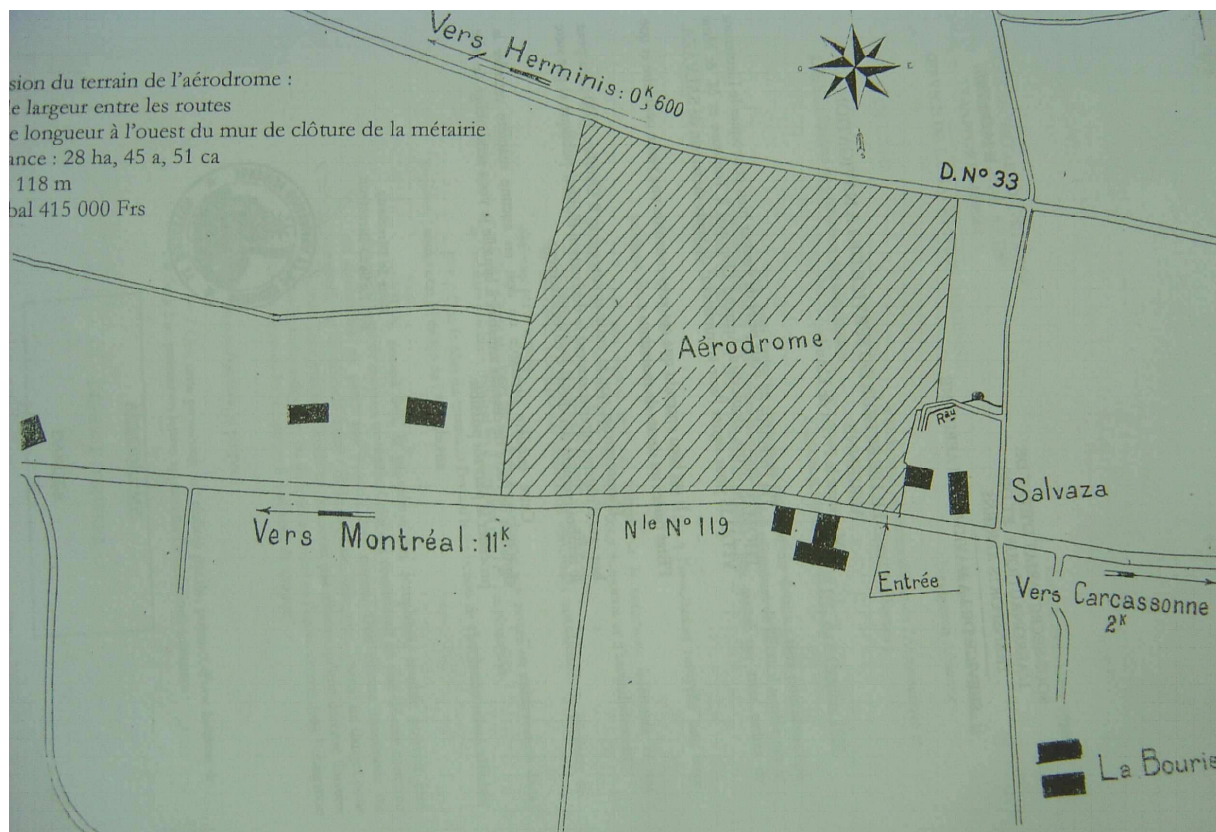 sion du terrain de l'aérodrome :
e largeur entre les routes
e longueur à l'ouest du mur de clôture de la métairie
ance : 28 ha, 45 a, 51 ca
118 m
bal 415 000 Frs
Vers Herminis : 0,ᴷ600
O
E
D. N° 33
Aérodrome
Rau
Salvaza
Vers Montréal : 11ᴷ
Nle N° 119
Entrée
Vers Carcassonne
2ᴷ
La Bouris